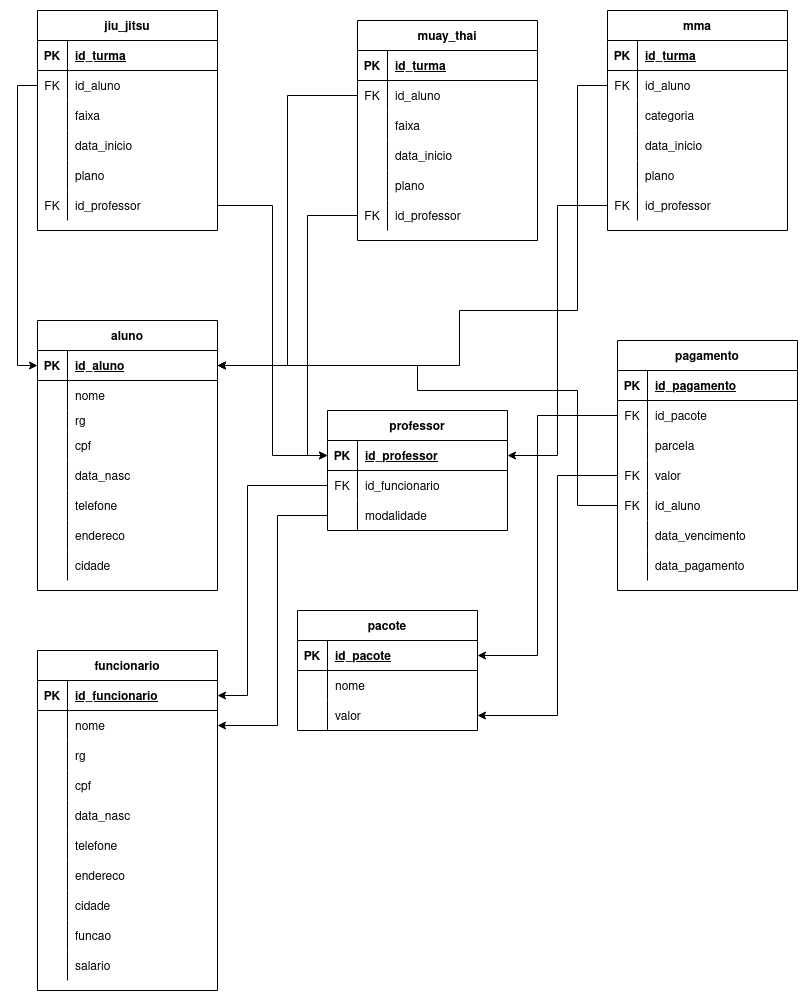 jiu_jitsu
PK id_turma
FK id_aluno
faixa
data_inicio
plano
FK id_professor
muay_thai
PK id_turma
FK id_aluno
faixa
data_inicio
plano
FK id_professor
mma
PK id_turma
FK id_aluno
categoria
data_inicio
plano
FK id_professor
aluno
PK id_aluno
nome
rg
cpf
data_nasc
telefone
endereco
cidade
pagamento
PK id_pagamento
FK id_pacote
parcela
FK valor
FK id_aluno
data_vencimento
data_pagamento
professor
PK id_professor
FK id_funcionario
modalidade
pacote
PK id_pacote
nome
valor
funcionario
PK id_funcionario
nome
rg
cpf
data_nasc
telefone
endereco
cidade
funcao
salario